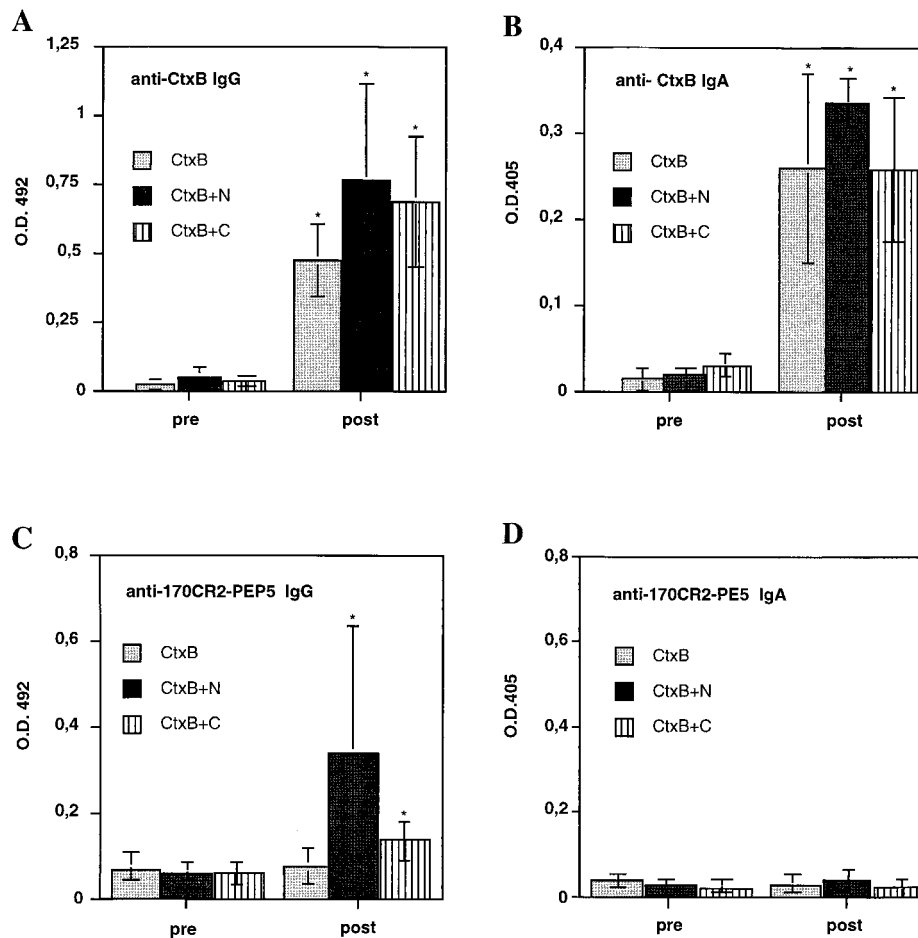 A
1,25
anti-CtxB IgG
*
*
*
1
CtxB
CtxB+N
CtxB+C
0,75
O.D. 492
0,5
0,25
0
pre
post
B
0,4
anti- CtxB IgA
*
*
*
0,3
CtxB
CtxB+N
CtxB+C
O.D.405
0,2
0,1
0
pre
post
C
0,8
anti-170CR2-PEP5 IgG
*
*
0,6
CtxB
CtxB+N
CtxB+C
O.D. 492
0,4
0,2
0
pre
post
D
0,8
anti-170CR2-PE5 IgA
0,6
CtxB
CtxB+N
CtxB+C
O.D.405
0,4
0,2
0
pre
post